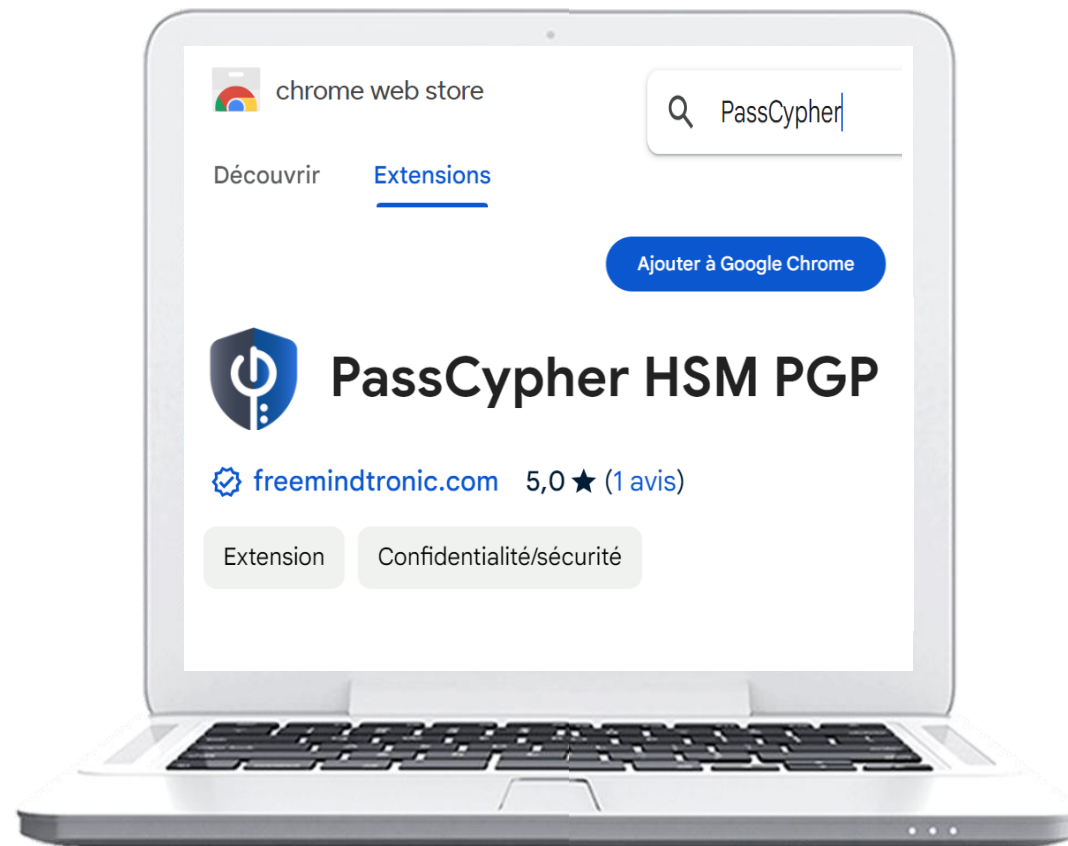 chrome web store
PassCypher
Découvrir
Extensions
Ajouter à Google Chrome
PassCypher HSM PGP
freemindtronic.com 5,0 ★ (1 avis)
Extension
Confidentialité/sécurité